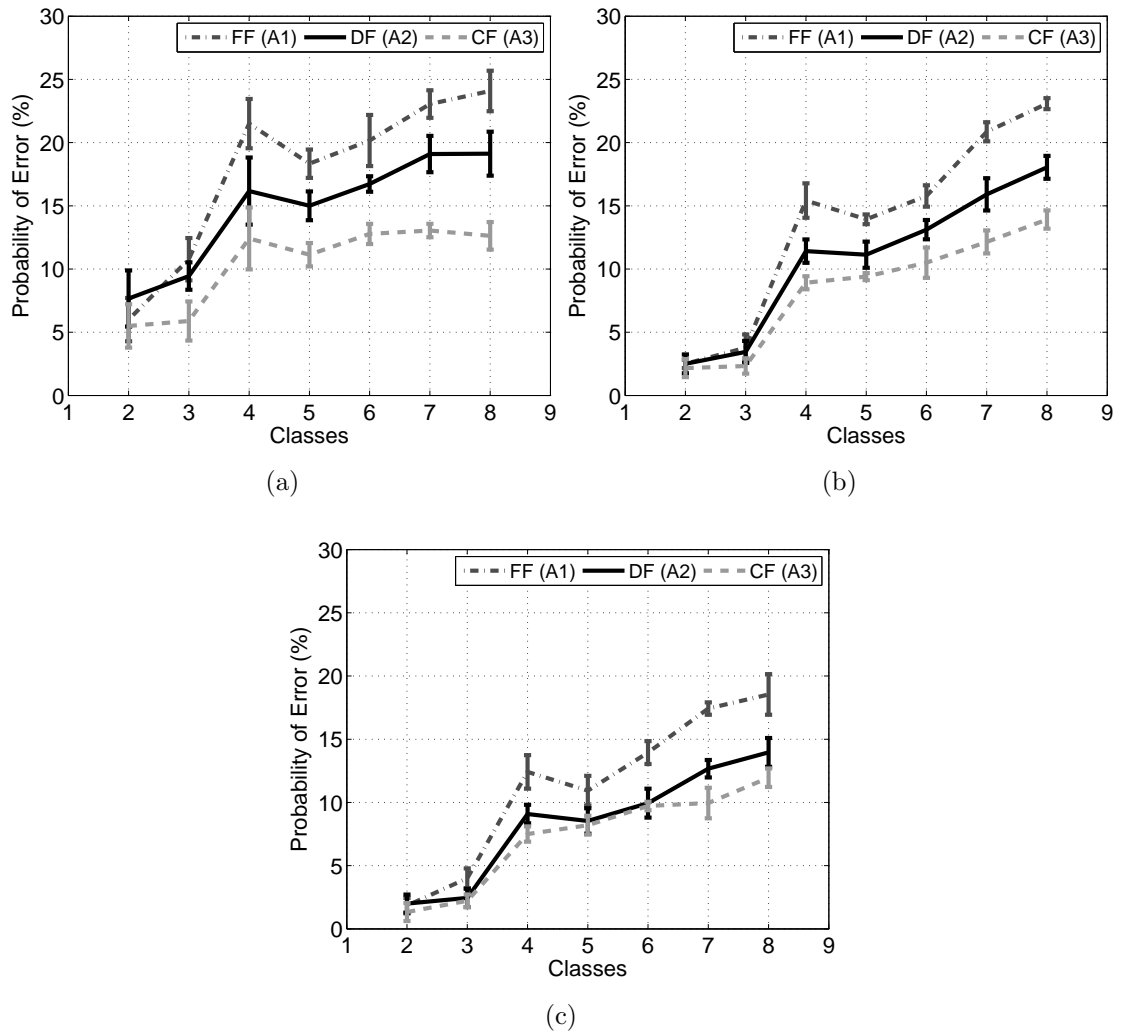 30
25
20
15
10
5
0
Probability of Error (%)
FF (A1) DF (A2) CF (A3)
1 2 3 4 5 6 7 8 9
Classes
(a)
30
25
20
15
10
5
0
Probability of Error (%)
FF (A1) DF (A2) CF (A3)
1 2 3 4 5 6 7 8 9
Classes
(b)
30
25
20
15
10
5
0
Probability of Error (%)
FF (A1) DF (A2) CF (A3)
1 2 3 4 5 6 7 8 9
Classes
(c)